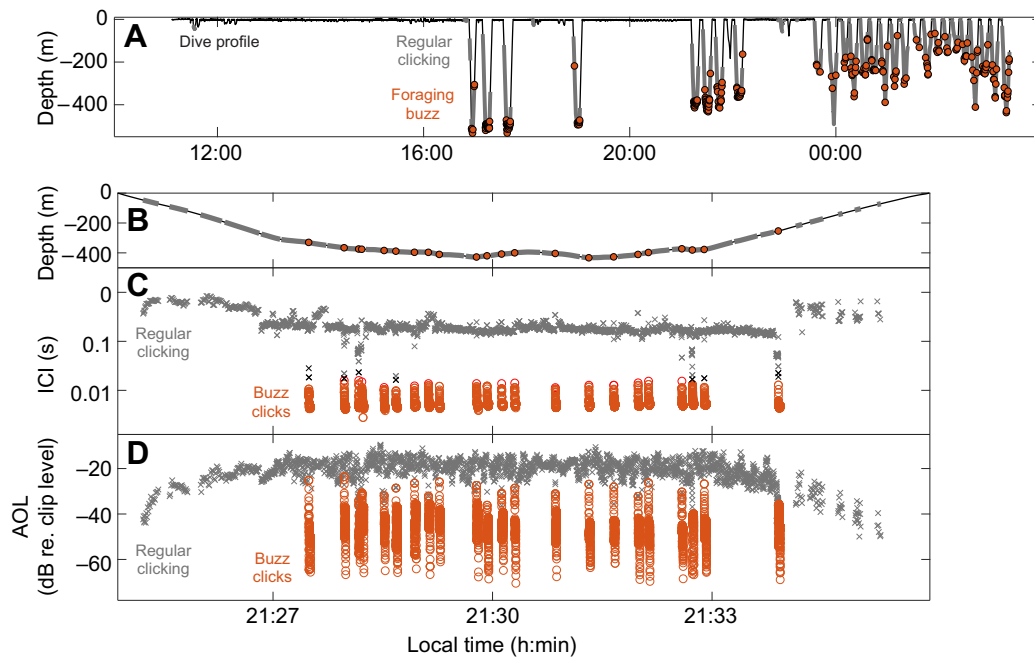 A
Depth (m)
0
–200
–400
Dive profile
Regular
clicking
Foraging
buzz
12:00
16:00
20:00
00:00
B
Depth (m)
0
–200
–400
C
ICI (s)
0
0.1
0.01
Regular
clicking
Buzz
clicks
D
AOL
(dB re. clip level)
–20
–40
–60
Regular
clicking
Buzz
clicks
21:27
21:30
21:33
Local time (h:min)